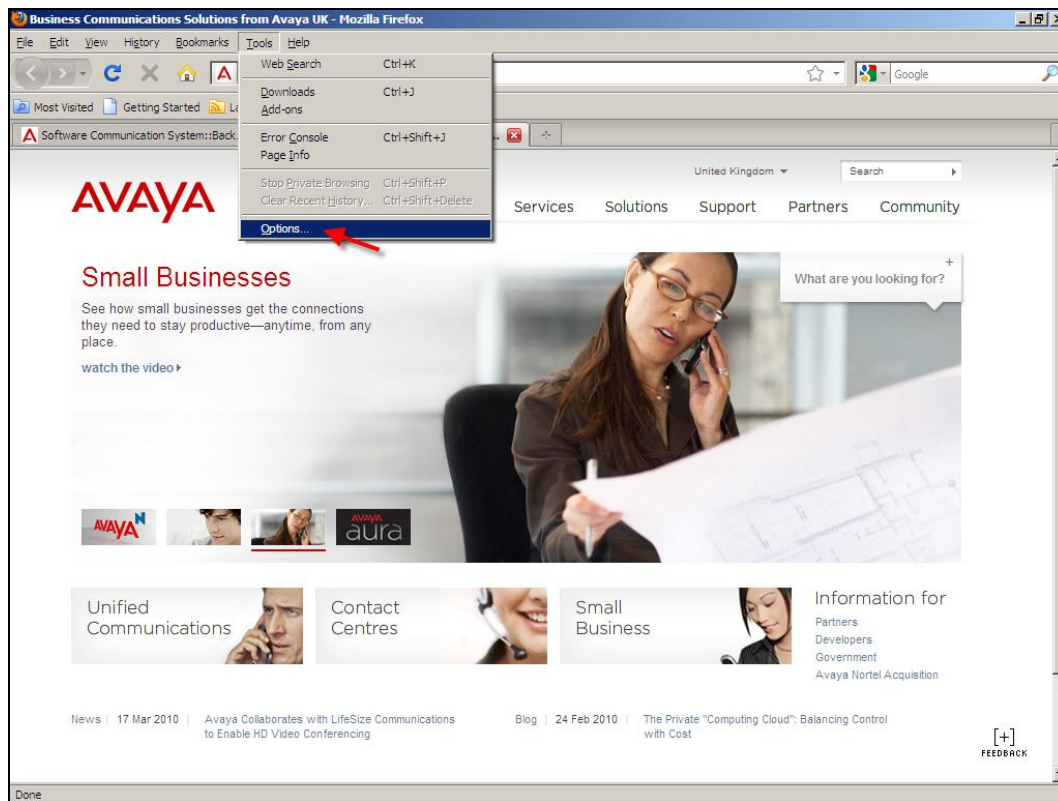 Business Communications Solutions from Avaya UK - Mozilla Firefox
File Edit View History Bookmarks Tools Help
Web Search Ctrl+K
Downloads Ctrl+J
Add-ons
Error Console Ctrl+Shift+J
Page Info
Stop Private Browsing Ctrl+Shift+P
Clear Recent History... Ctrl+Shift+Delete
Options...
Google
Most Visited Getting Started
Software Communication System::Back
United Kingdom Search
AVAYA
Services Solutions Support Partners Community
Small Businesses
See how small businesses get the connections
they need to stay productive—anytime, from any
place.
watch the video
What are you looking for?
AVAYA N
AVAYA
aura
Unified
Communications
Contact
Centres
Small
Business
Information for
Partners
Developers
Government
Avaya Nortel Acquisition
News | 17 Mar 2010 | Avaya Collaborates with LifeSize Communications
to Enable HD Video Conferencing
Blog | 24 Feb 2010 | The Private "Computing Cloud": Balancing Control
with Cost
[+]
FEEDBACK
Done